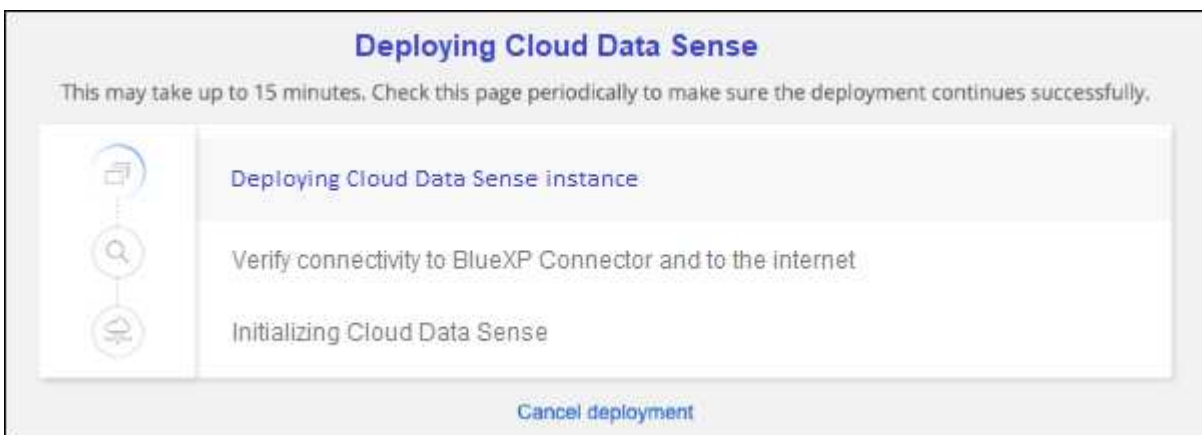 Deploying Cloud Data Sense
This may take up to 15 minutes. Check this page periodically to make sure the deployment continues successfully.
Deploying Cloud Data Sense instance
Verify connectivity to BlueXP Connector and to the internet
Initializing Cloud Data Sense
Cancel deployment